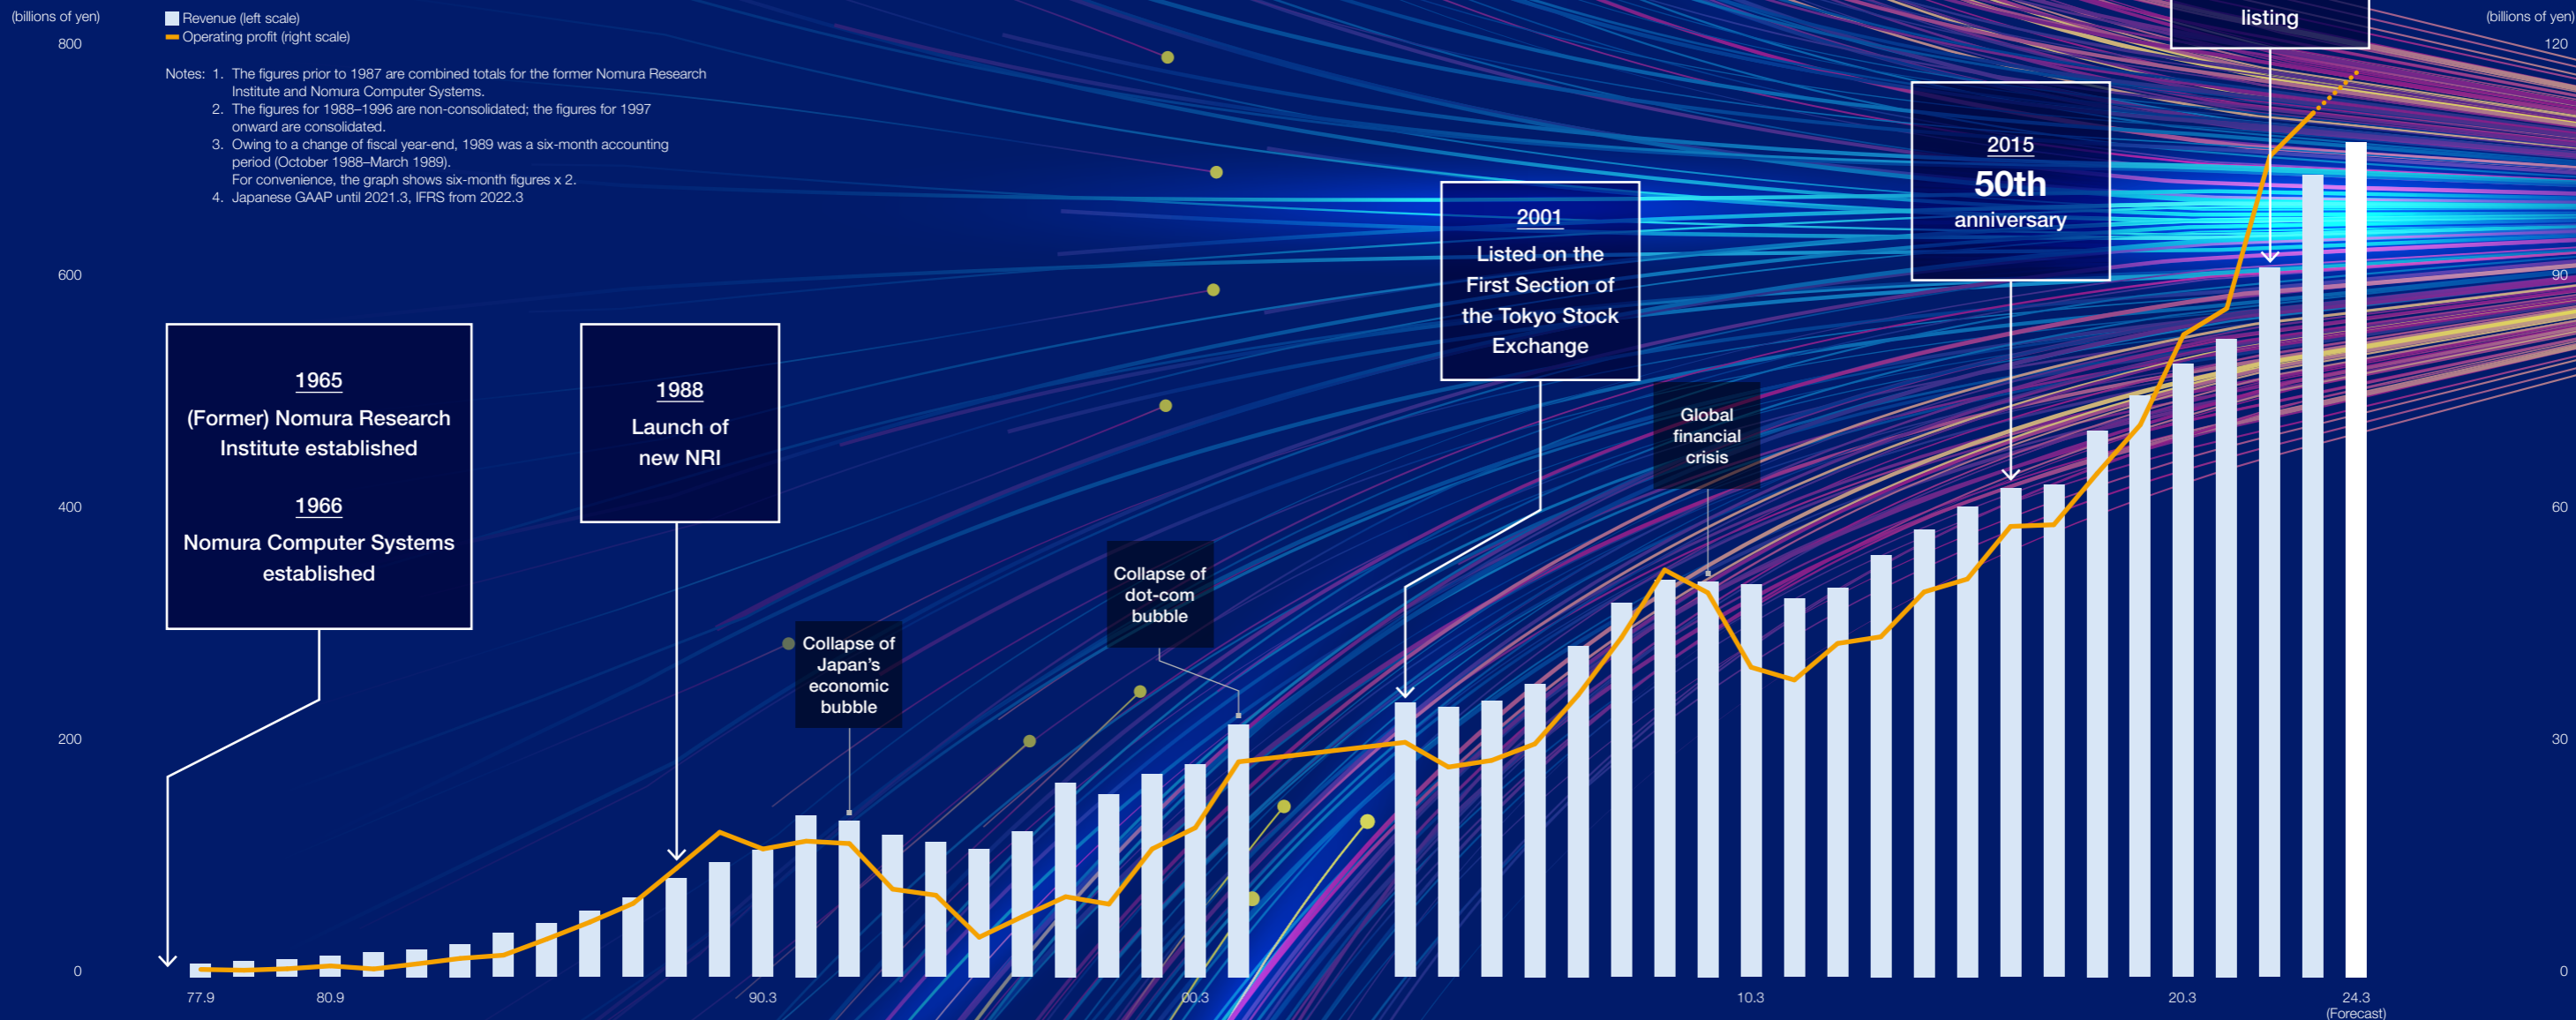 (billions of yen)
Revenue (left scale)
Operating profit (right scale)
Notes: 1. The figures prior to 1987 are combined totals for the former Nomura Research
Institute and Nomura Computer Systems.
2. The figures for 1988–1996 are non-consolidated; the figures for 1997
onward are consolidated.
3. Owing to a change of fiscal year-end, 1989 was a six-month accounting
period (October 1988–March 1989).
For convenience, the graph shows six-month figures x 2.
4. Japanese GAAP until 2021.3, IFRS from 2022.3
800
600
400
200
0
1965
(Former) Nomura Research
Institute established
1966
Nomura Computer Systems
established
1988
Launch of
new NRI
Collapse of
Japan's
economic
bubble
Collapse of
dot-com
bubble
2001
Listed on the
First Section of
the Tokyo Stock
Exchange
Global
financial
crisis
2015
50th
anniversary
listing
(billions of yen)
120
90
60
30
0
77.9
80.9
90.3
00.3
10.3
20.3
24.3
(Forecast)